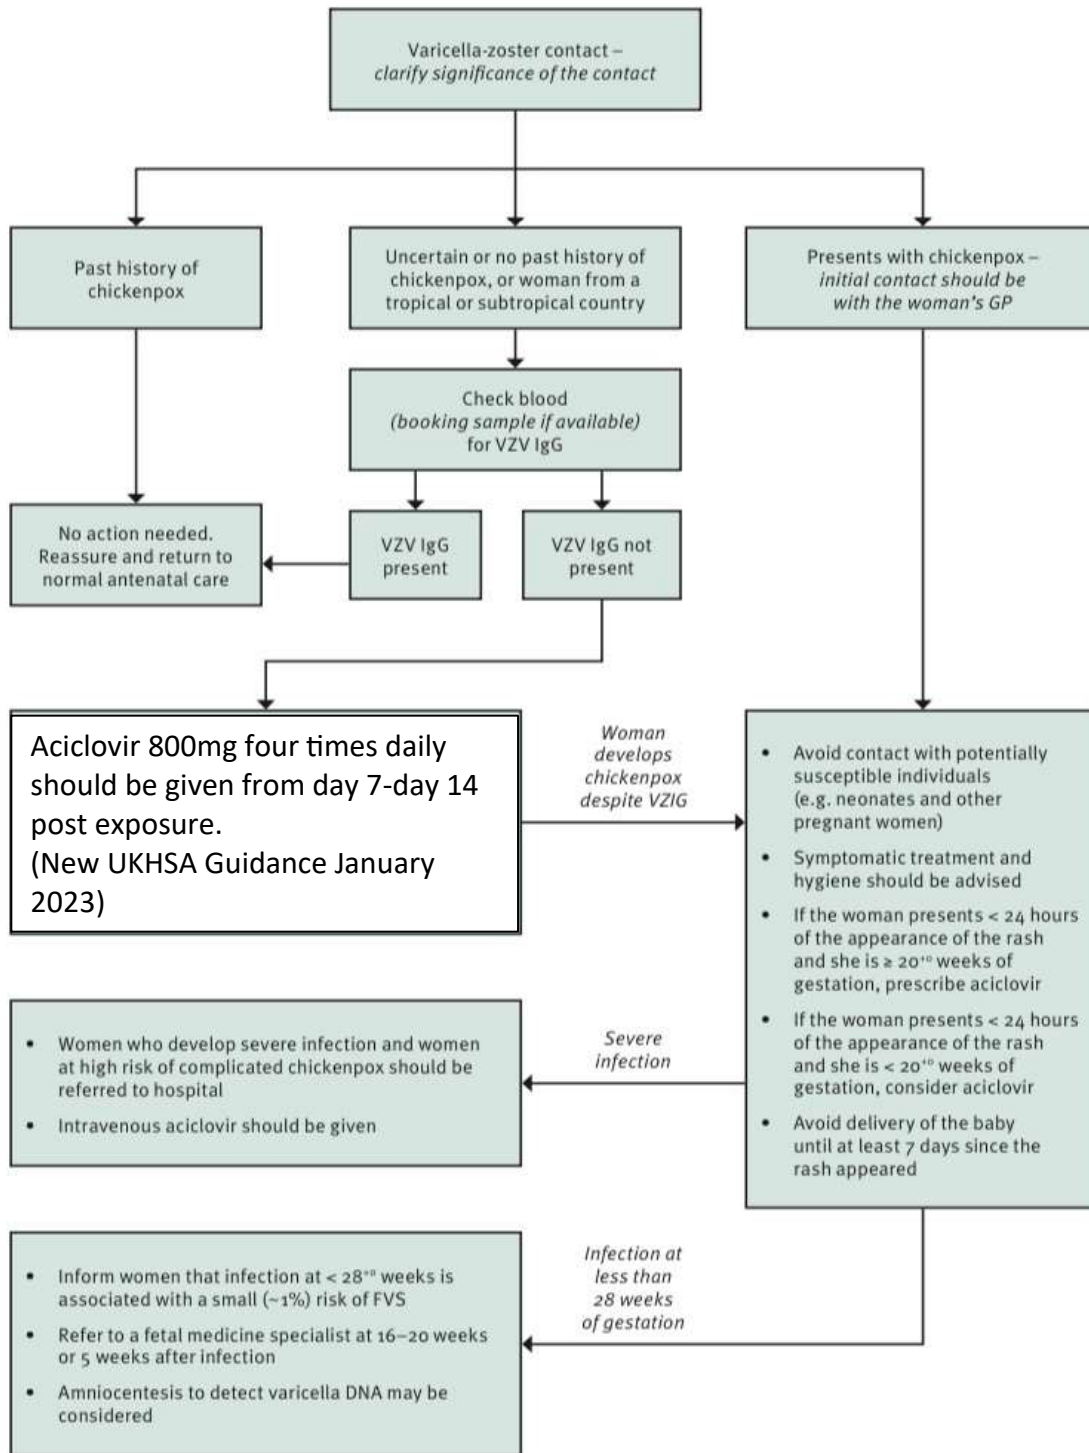 Varicella-zoster contact –
clarify significance of the contact
Past history of
chickenpox
Uncertain or no past history of
chickenpox, or woman from a
tropical or subtropical country
Presents with chickenpox –
initial contact should be
with the woman's GP
Check blood
(booking sample if available)
for VZV IgG
No action needed.
Reassure and return to
normal antenatal care
VZV IgG
present
VZV IgG not
present
Aciclovir 800mg four times daily
should be given from day 7-day 14
post exposure.
(New UKHSA Guidance January
2023)
Woman
develops
chickenpox
despite VZIG
• Avoid contact with potentially
susceptible individuals
(e.g. neonates and other
pregnant women)
• Symptomatic treatment and
hygiene should be advised
• If the woman presents < 24 hours
of the appearance of the rash
and she is ≥ 20⁺⁰ weeks of
gestation, prescribe aciclovir
• If the woman presents < 24 hours
of the appearance of the rash
and she is < 20⁺⁰ weeks of
gestation, consider aciclovir
• Avoid delivery of the baby
until at least 7 days since the
rash appeared
• Women who develop severe infection and women
at high risk of complicated chickenpox should be
referred to hospital
• Intravenous aciclovir should be given
Severe
infection
• Inform women that infection at < 28⁺⁰ weeks is
associated with a small (~1%) risk of FVS
• Refer to a fetal medicine specialist at 16–20 weeks
or 5 weeks after infection
• Amniocentesis to detect varicella DNA may be
considered
Infection at
less than
28 weeks
of gestation